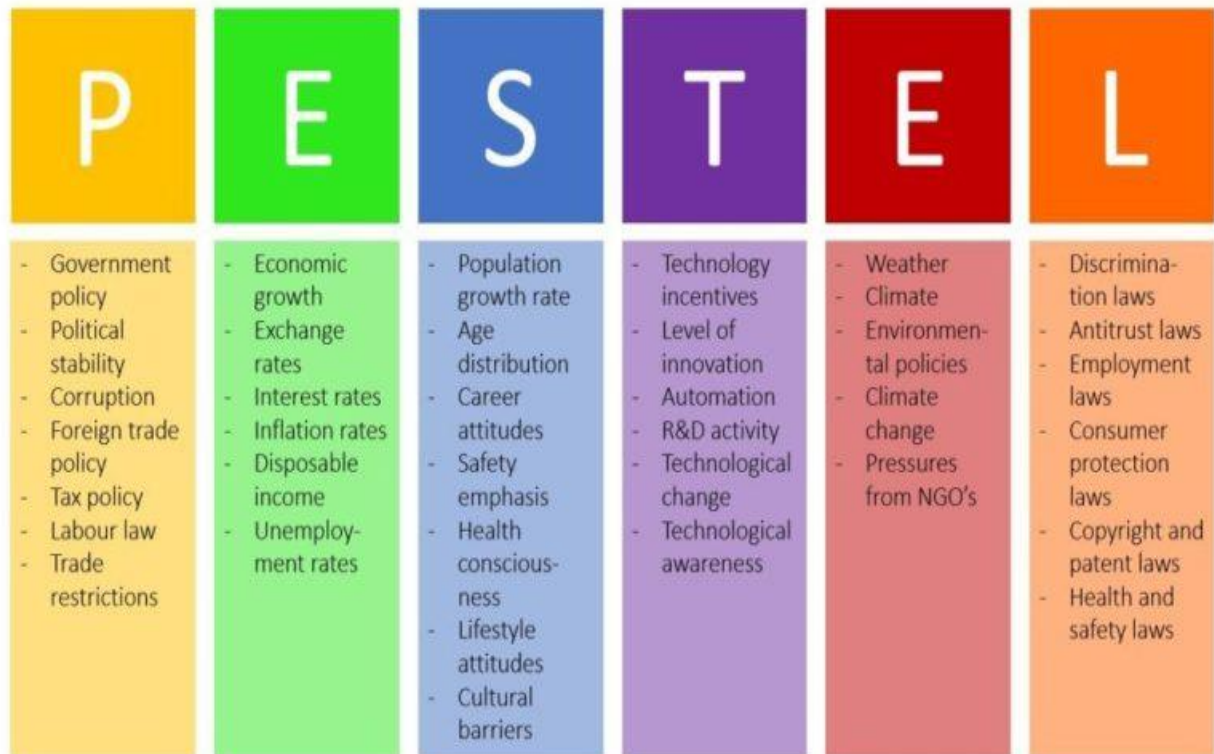 P
E
S
T
E
L
- Government
policy
- Political
stability
- Corruption
- Foreign trade
policy
- Tax policy
- Labour law
- Trade
restrictions
- Economic
growth
- Exchange
rates
- Interest rates
- Inflation rates
- Disposable
income
- Unemploy-
ment rates
- Population
growth rate
- Age
distribution
- Career
attitudes
- Safety
emphasis
- Health
conscious-
ness
- Lifestyle
attitudes
- Cultural
barriers
- Technology
incentives
- Level of
innovation
- Automation
- R&D activity
- Technological
change
- Technological
awareness
- Weather
- Climate
- Environmen-
tal policies
- Climate
change
- Pressures
from NGO's
- Discrimina-
tion laws
- Antitrust laws
- Employment
laws
- Consumer
protection
laws
- Copyright and
patent laws
- Health and
safety laws